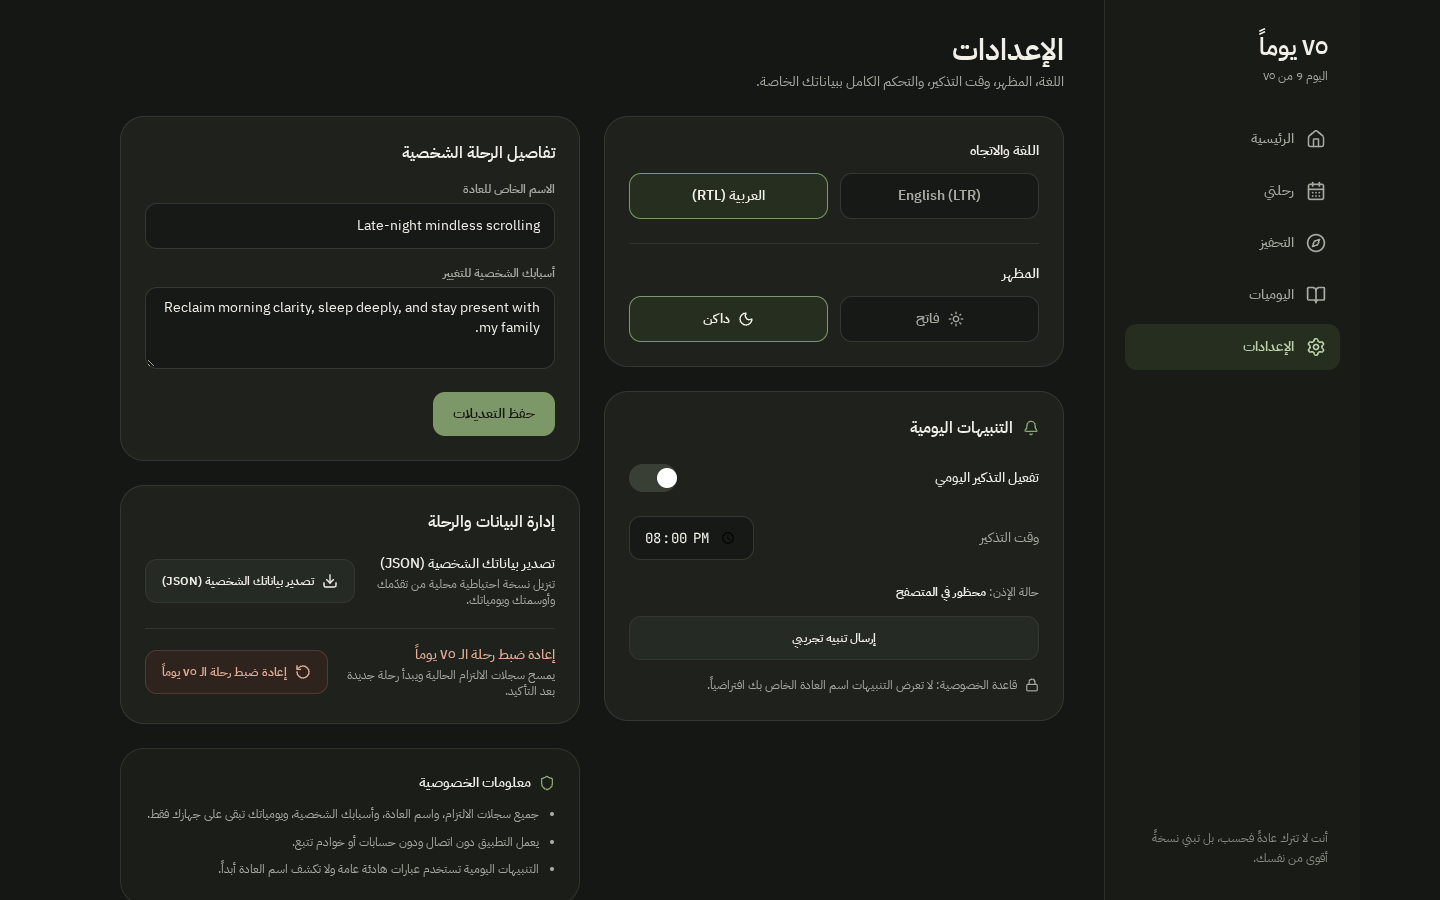 ٧٥ يوماً
اليوم 9 من ٧٥
الرئيسية
رحلتي
التحفيز
اليوميات
الإعدادات
أنت لا تترك عادةً فحسب، بل تبني نسخةً
أقوى من نفسك.
الإعدادات
اللغة، المظهر، وقت التذكير، والتحكم الكامل ببياناتك الخاصة.
اللغة والاتجاه
English (LTR)
العربية (RTL)
المظهر
فاتح
داكن
التنبيهات اليومية
تفعيل التذكير اليومي
وقت التذكير
08:00 PM
حالة الإذن: محظور في المتصفح
إرسال تنبيه تجريبي
قاعدة الخصوصية: لا تعرض التنبيهات اسم العادة الخاص بك افتراضياً.
تفاصيل الرحلة الشخصية
الاسم الخاص للعادة
Late-night mindless scrolling
أسبابك الشخصية للتغيير
Reclaim morning clarity, sleep deeply, and stay present with
my family.
حفظ التعديلات
إدارة البيانات والرحلة
تصدير بياناتك الشخصية (JSON)
تنزيل نسخة احتياطية محلية من تقدّمك
وأوسمتك ويومياتك.
تصدير بياناتك الشخصية (JSON)
إعادة ضبط رحلة الـ ٧٥ يوماً
يمسح سجلات الالتزام الحالية ويبدأ رحلة جديدة
بعد التأكيد.
إعادة ضبط رحلة الـ ٧٥ يوماً
معلومات الخصوصية
• جميع سجلات الالتزام، واسم العادة، وأسبابك الشخصية، ويومياتك تبقى على جهازك فقط.
• يعمل التطبيق دون اتصال ودون حسابات أو خوادم تتبع.
• التنبيهات اليومية تستخدم عبارات هادئة عامة ولا تكشف اسم العادة أبداً.